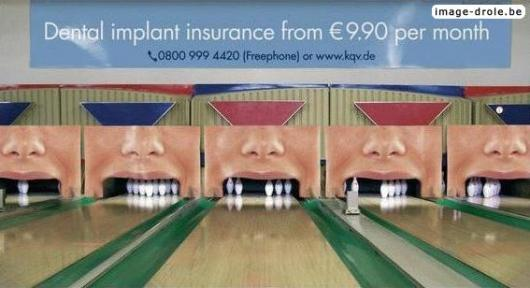 image-drole.be
Dental implant insurance from €9.90 per month
0800 999 4420 (Freephone) or www.kqv.de